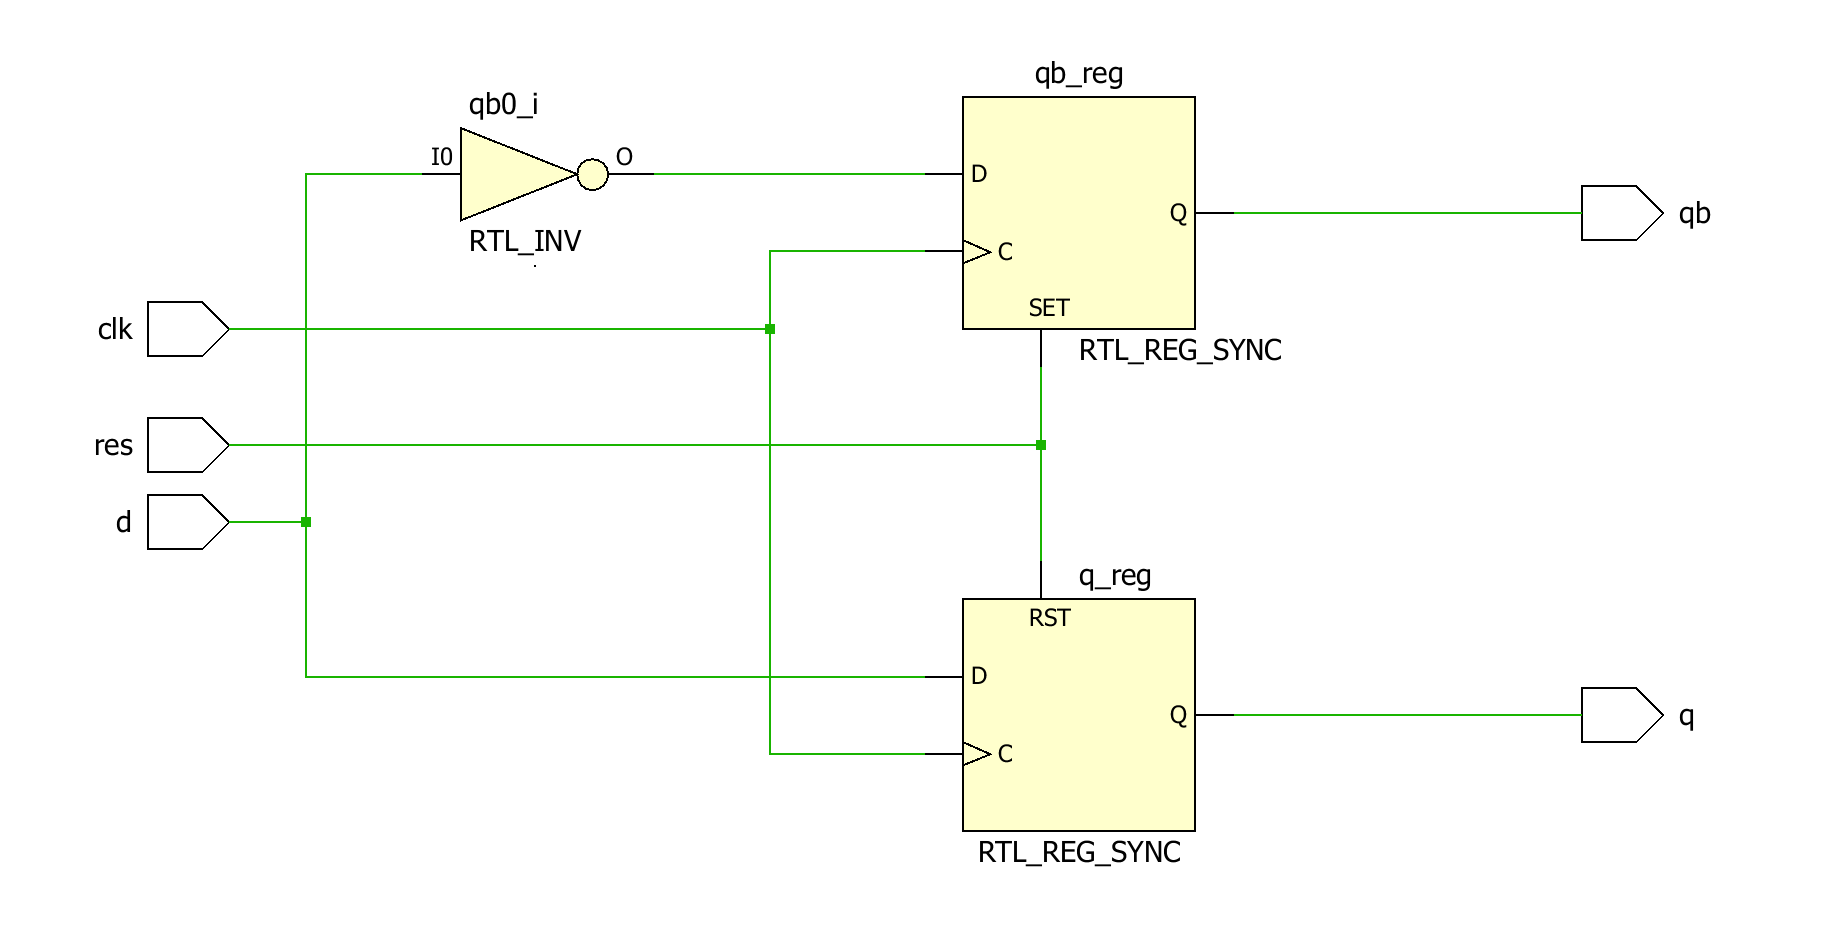 qb_reg
qb0_i
I0
O
D
Q
qb
RTL_INV
C
SET
clk
RTL_REG_SYNC
res
d
q_reg
RST
D
Q
q
C
RTL_REG_SYNC